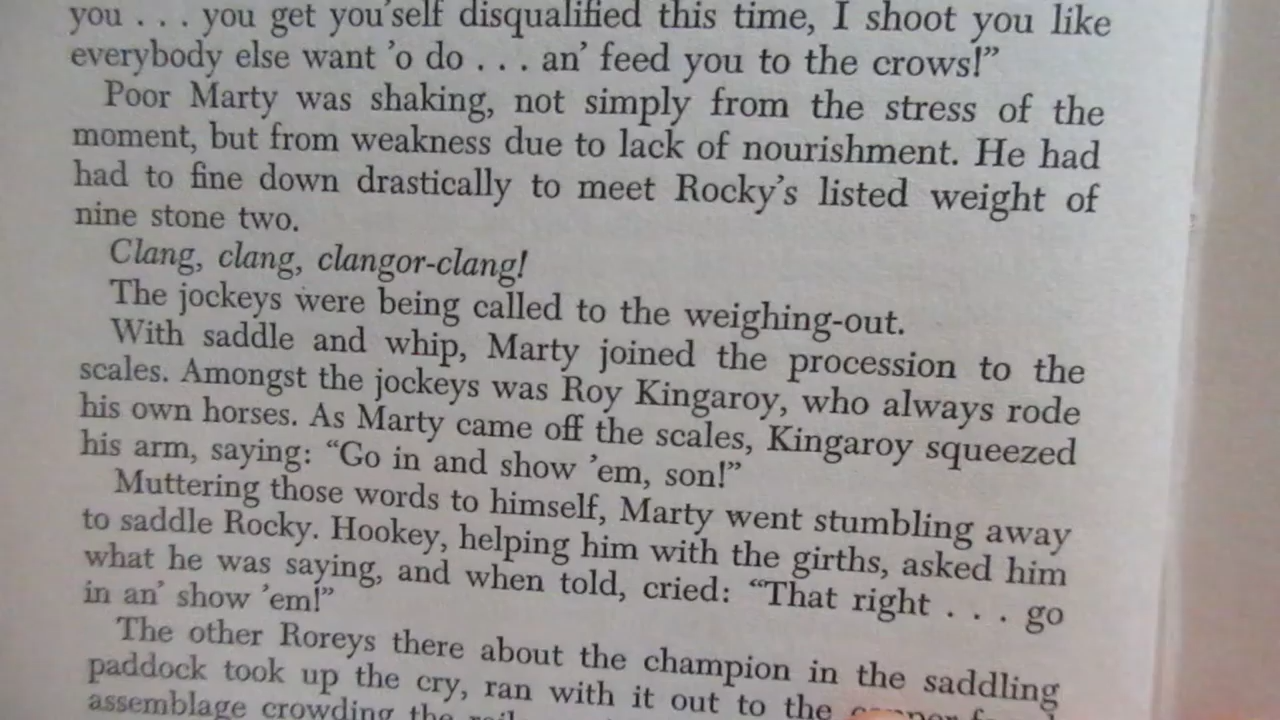 you . . . you get you'self disqualified this time, I shoot you like
everybody else want 'o do . . . an' feed you to the crows!”
Poor Marty was shaking, not simply from the stress of the
moment, but from weakness due to lack of nourishment. He had
had to fine down drastically to meet Rocky's listed weight of
nine stone two.
Clang, clang, clangor-clang!
The jockeys were being called to the weighing-out.
With saddle and whip, Marty joined the procession to the
scales. Amongst the jockeys was Roy Kingaroy, who always rode
his own horses. As Marty came off the scales, Kingaroy squeezed
his arm, saying: “Go in and show 'em, son!”
Muttering those words to himself, Marty went stumbling away
to saddle Rocky. Hookey, helping him with the girths, asked him
what he was saying, and when told, cried: “That right . . . go
in an' show 'em!”
The other Roreys there about the champion in the saddling
paddock took up the cry, ran with it out to the
assemblage crowding the